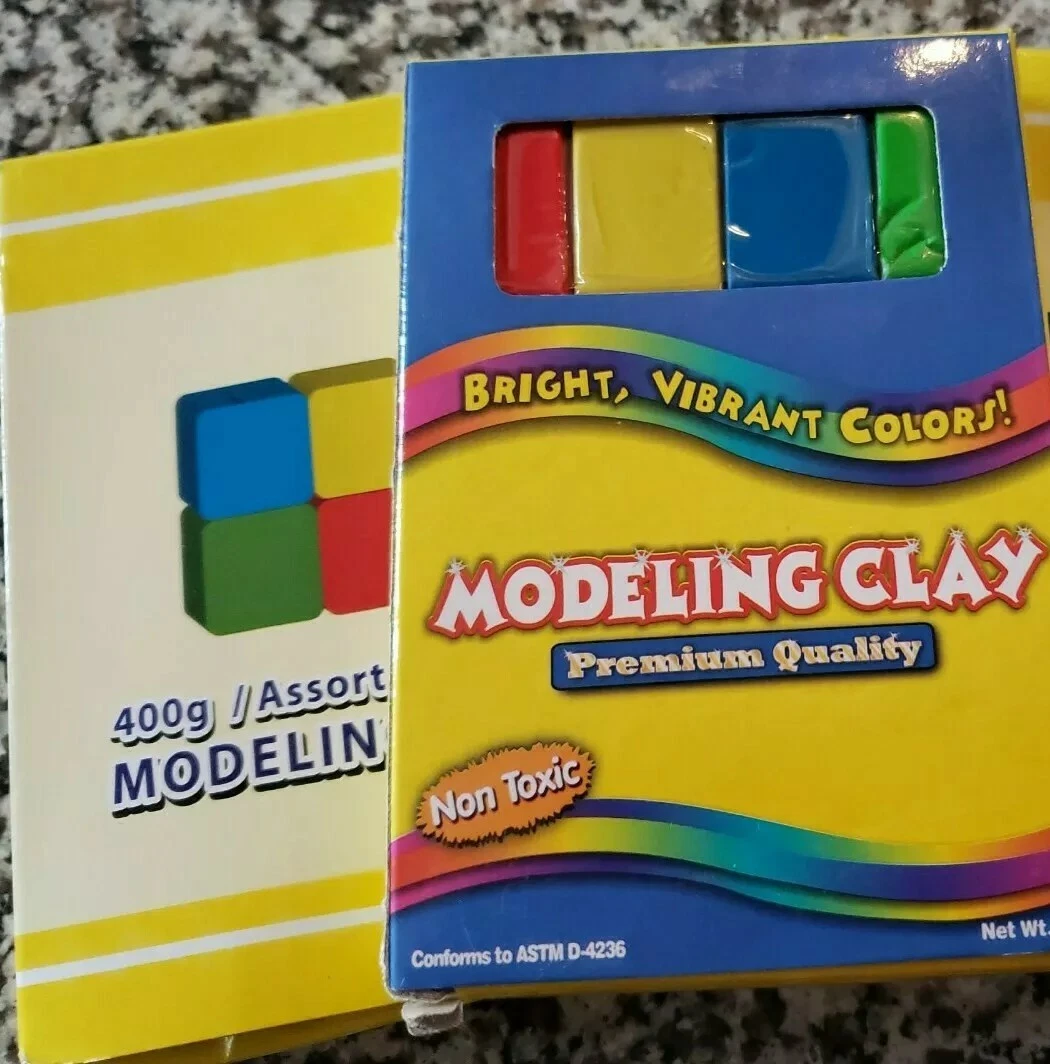 BRIGHT, VIBRANT COLORS!
MODELING CLAY
Premium Quality
Non Toxic
Conforms to ASTM D-4236
Net Wt.
400g / Assort
MODELIN